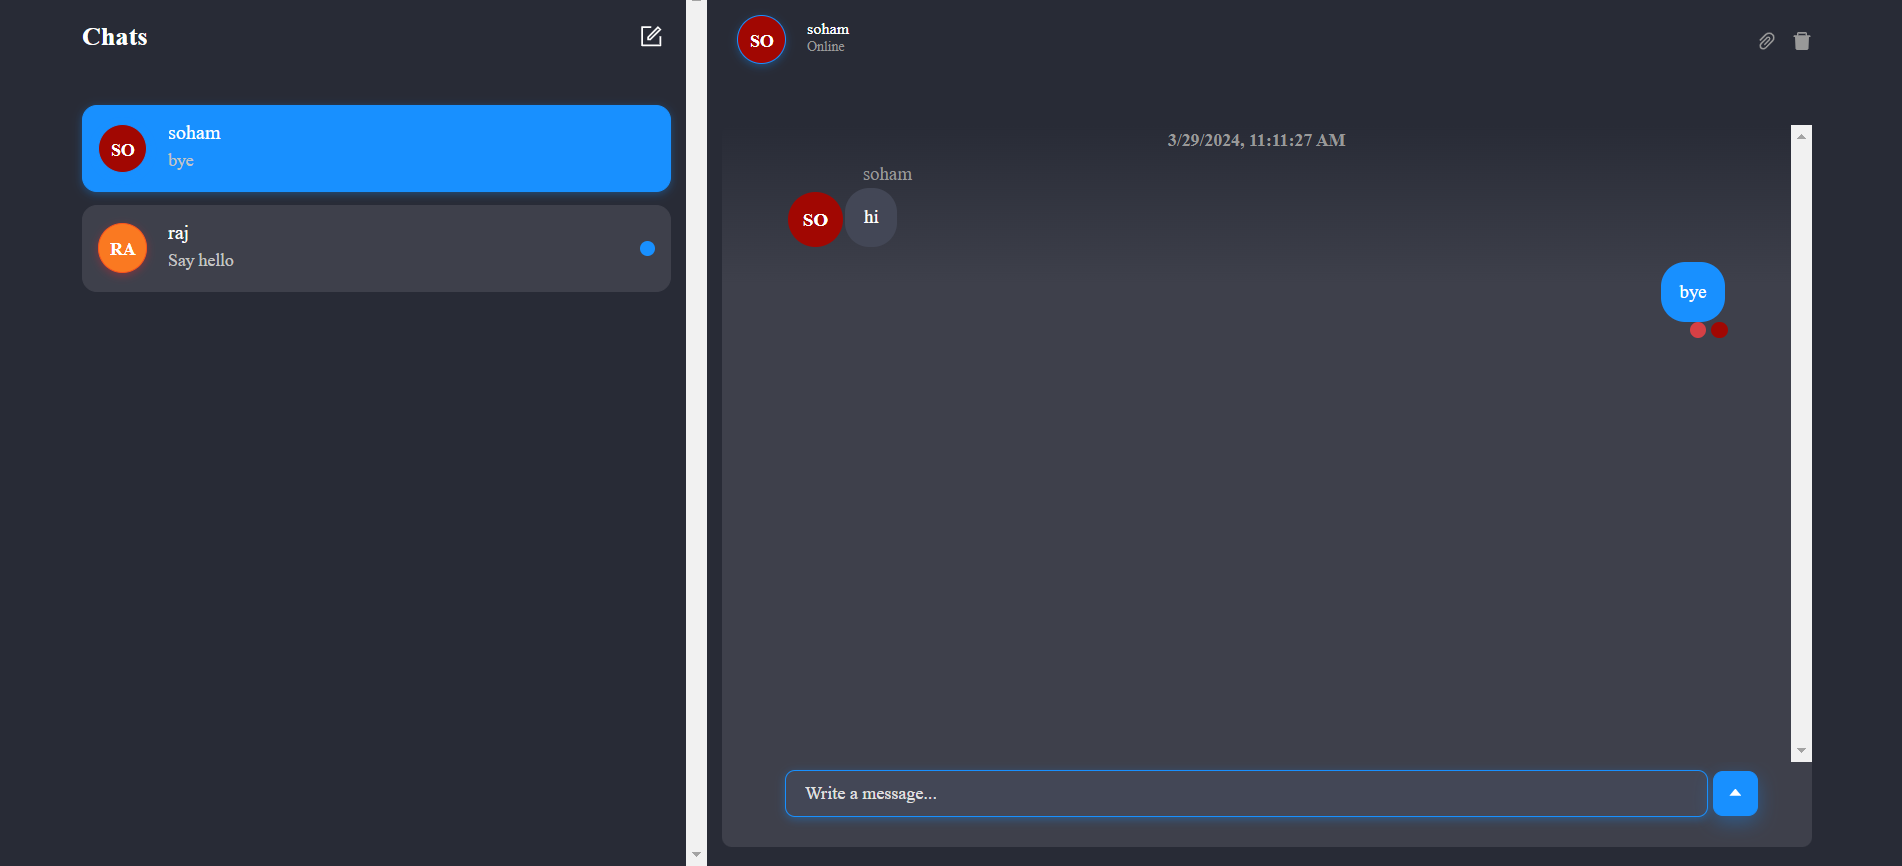 Chats
SO
soham
bye
RA
raj
Say hello
SO
soham
Online
3/29/2024, 11:11:27 AM
soham
SO
hi
bye
Write a message...